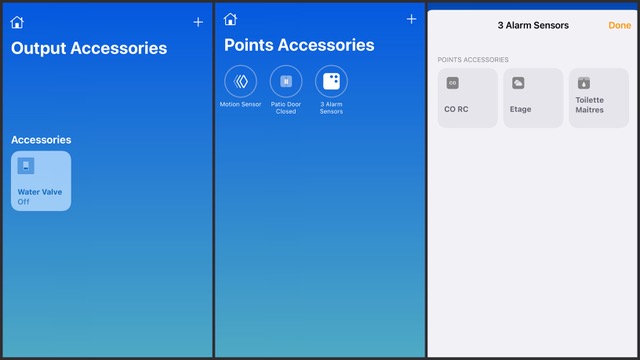 Output Accessories
Accessories
Water Valve
Off
Points Accessories
Motion Sensor
Patio Door
Closed
3 Alarm
Sensors
3 Alarm Sensors
Done
POINTS ACCESSORIES
CO
CO RC
Etage
Toilette
Maitres